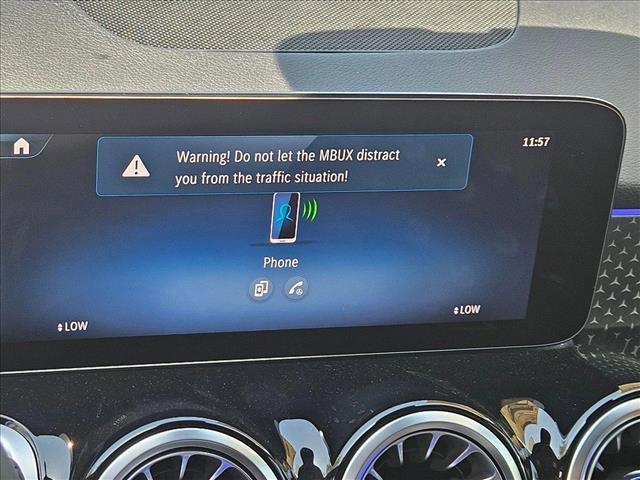 11:57
Warning! Do not let the MBUX distract
you from the traffic situation!
Phone
LOW
LOW